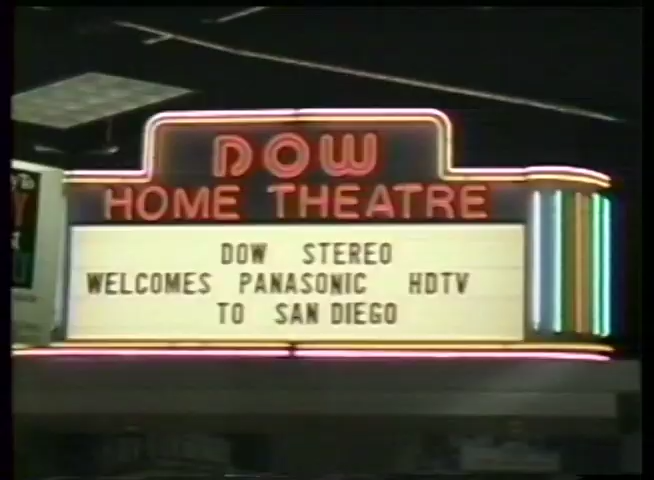 DOW
HOME THEATRE
DOW STEREO
WELCOMES PANASONIC HDTV
TO SAN DIEGO